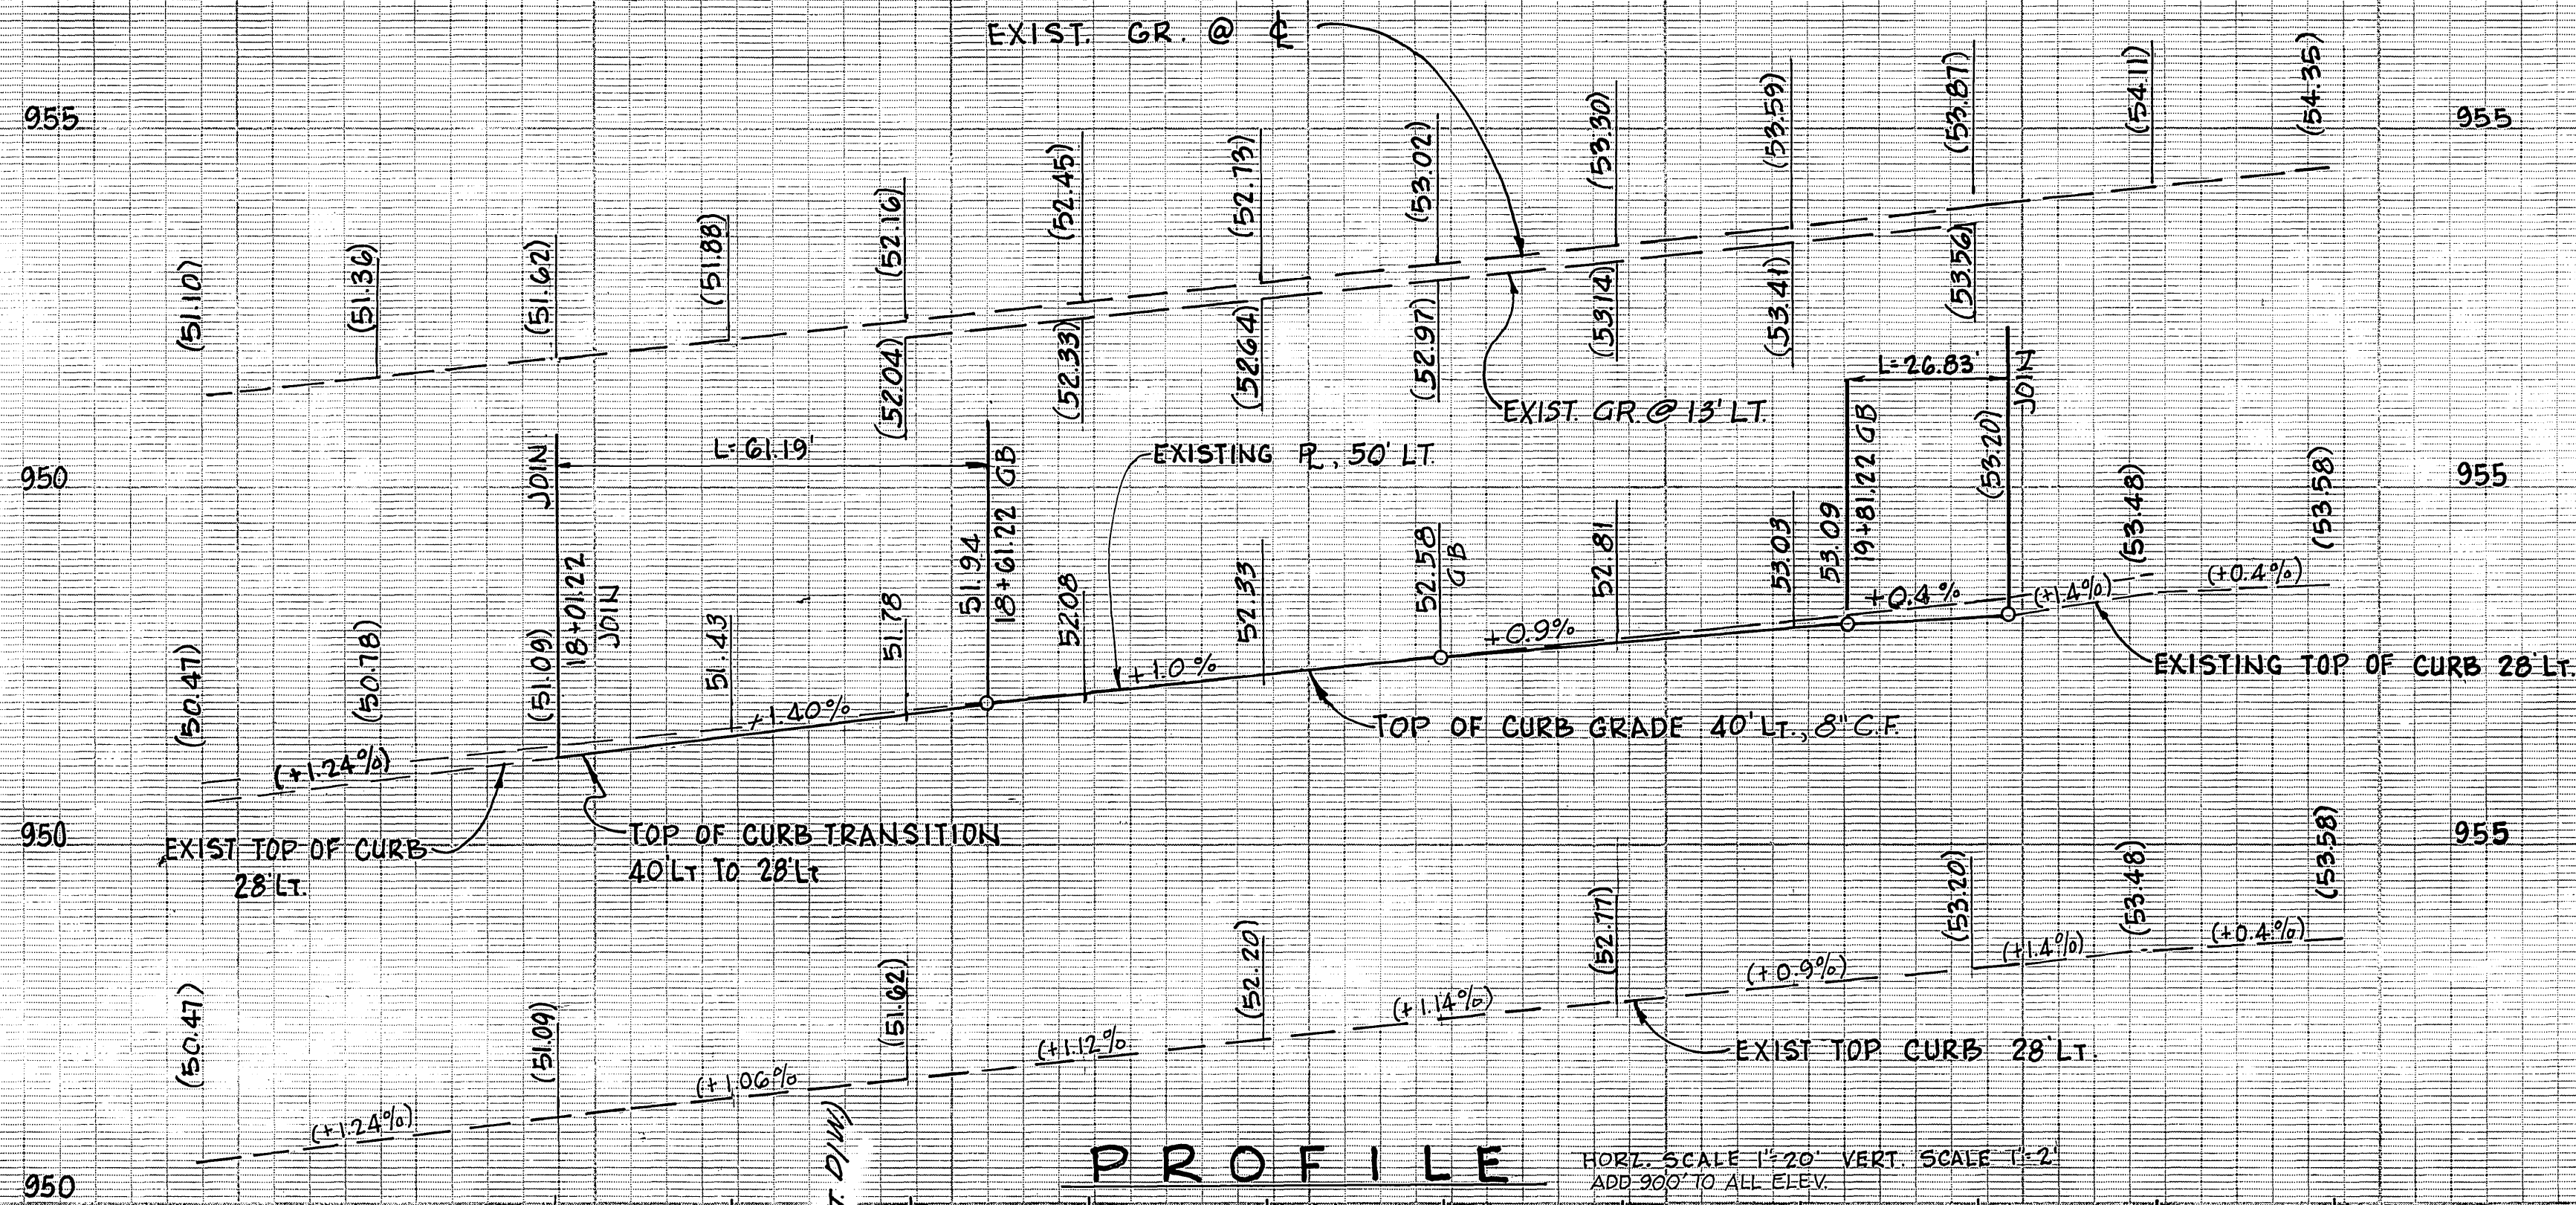 EXIST. GR. @ ℄
955
955
(51.10)
(51.36)
(51.62)
(51.88)
(52.16)
(52.45)
(52.73)
(53.02)
(53.30)
(53.59)
(53.87)
(54.11)
(54.35)
(52.04)
(52.33)
(52.64)
(52.97)
(53.14)
(53.41)
(53.56)
EXIST. GR. @ 13' LT.
L=26.83'
JOIN
L=61.19'
EXISTING PL, 50' LT.
950
955
JOIN
18+01.22
JOIN
18+61.22 GB
19+81.22 GB
(50.47)
(50.78)
(51.09)
51.43
51.78
51.94
52.08
52.33
52.58
GB
52.81
53.03
53.09
(53.20)
(53.48)
(53.58)
(+1.24%)
+1.40%
+1.0%
+0.9%
+0.4%
(+1.4%)
(+0.4%)
EXISTING TOP OF CURB 28' LT.
TOP OF CURB GRADE 40' LT., 8" C.F.
950
955
EXIST TOP OF CURB
28' LT.
TOP OF CURB TRANSITION
40' LT TO 28' LT
(50.47)
(51.09)
(51.62)
(52.20)
(52.77)
(53.20)
(53.48)
(53.58)
(+1.24%)
(+1.06%
(+1.12%
(+1.14%)
(+0.9%)
(+1.4%)
(+0.4%)
EXIST TOP CURB 28' LT.
T. D/W)
950
PROFILE
HORZ. SCALE 1"=20' VERT. SCALE 1"=2'
ADD 900' TO ALL ELEV.